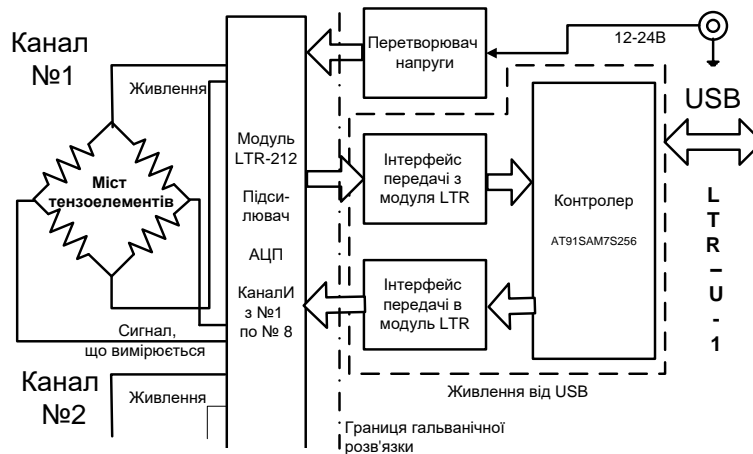 Канал
№1
Живлення
Міст
тензоелементів
Сигнал,
що вимірюється
Канал
№2
Живлення
Модуль
LTR-212
Підси-
лювач
АЦП
КаналИ
з №1
по № 8
Перетворювач
напруги
12-24В
USB
Інтерфейс
передачі з
модуля LTR
Контролер
AT91SAM7S256
Інтерфейс
передачі в
модуль LTR
L
T
R
–
U
-
1
Живлення від USB
Границя гальванічної
розв'язки